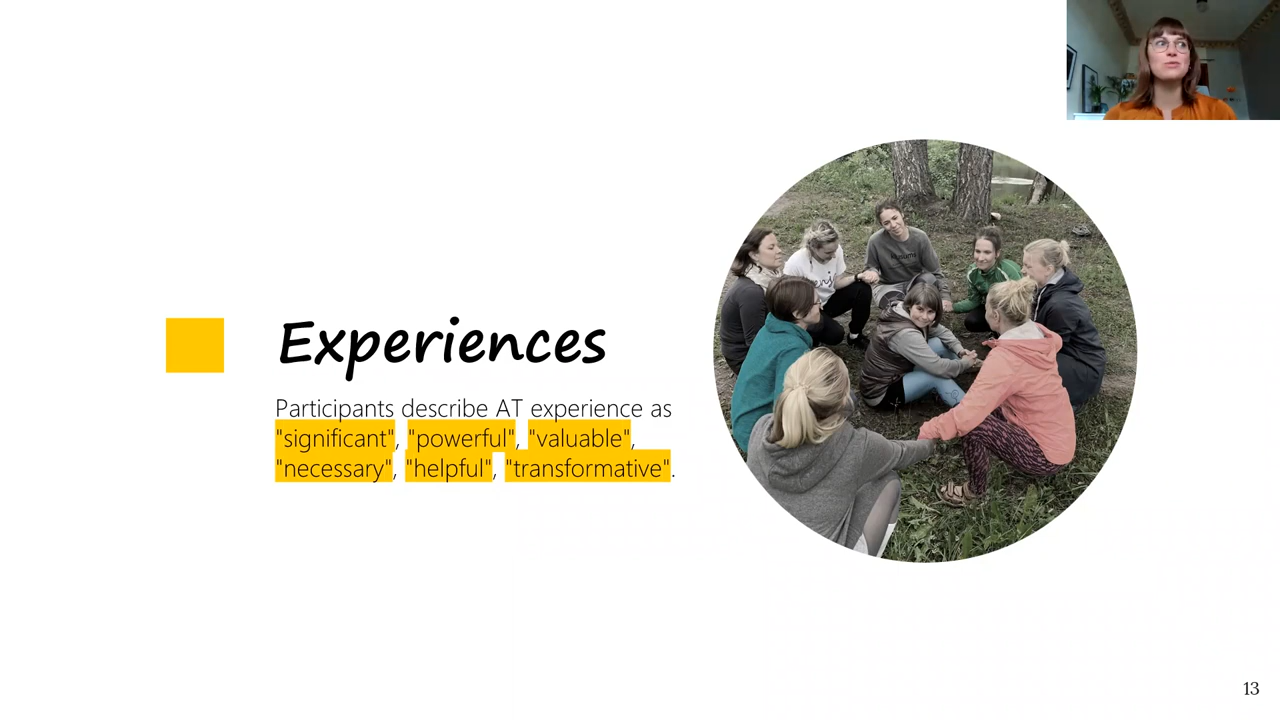 Experiences
Participants describe AT experience as
"significant", "powerful", "valuable",
"necessary", "helpful", "transformative".
13